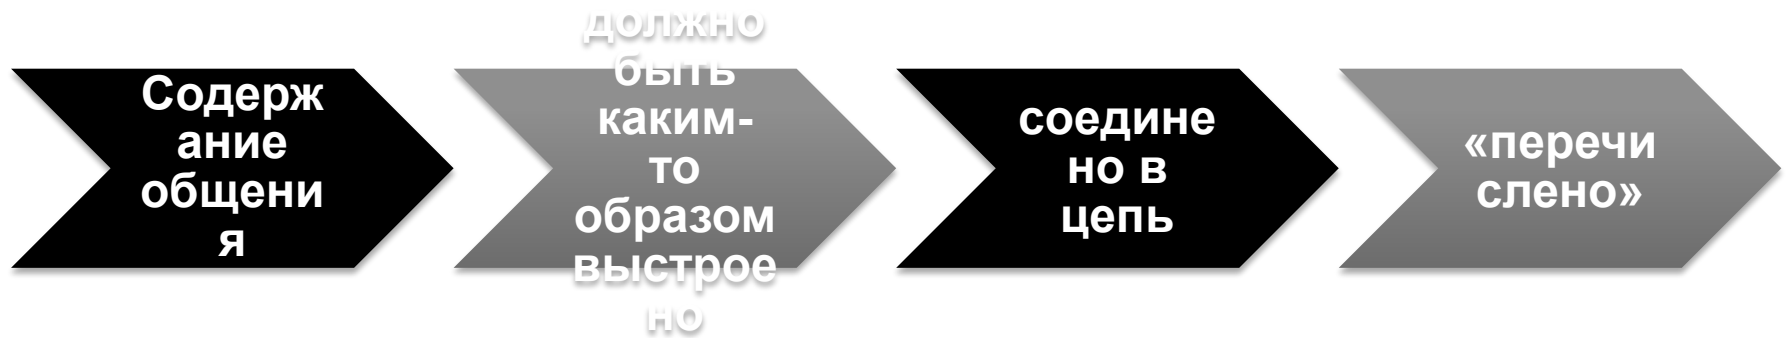 Содерж
ание
общени
я
должно
быть
каким-
то
образом
выстрое
но
соедине
но в
цепь
«перечи
слено»